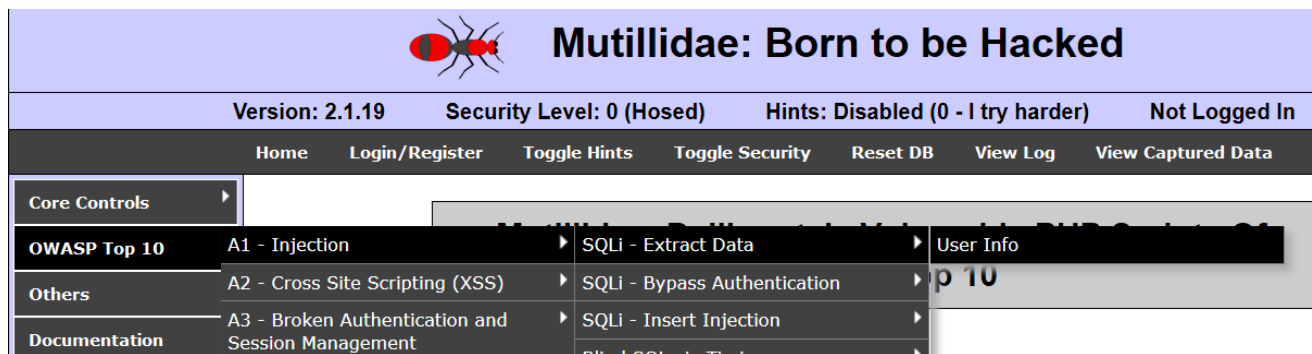 Mutillidae: Born to be Hacked
Version: 2.1.19 Security Level: 0 (Hosed) Hints: Disabled (0 - I try harder) Not Logged In
Home Login/Register Toggle Hints Toggle Security Reset DB View Log View Captured Data
Core Controls
OWASP Top 10
Others
Documentation
A1 - Injection
A2 - Cross Site Scripting (XSS)
A3 - Broken Authentication and
Session Management
SQLi - Extract Data
SQLi - Bypass Authentication
SQLi - Insert Injection
User Info
10